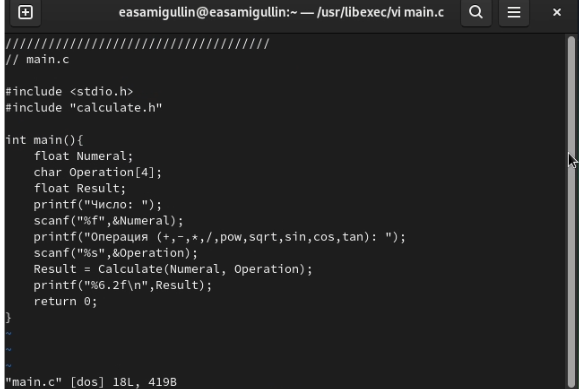 easamigullin@easamigullin:~ — /usr/libexec/vi main.c
/////////////////////////////////////
// main.c
#include <stdio.h>
#include "calculate.h"
int main(){
    float Numeral;
    char Operation[4];
    float Result;
    printf("Число: ");
    scanf("%f",&Numeral);
    printf("Операция (+,-,*,/,pow,sqrt,sin,cos,tan): ");
    scanf("%s",&Operation);
    Result = Calculate(Numeral, Operation);
    printf("%6.2f\n",Result);
    return 0;
}
~
~
~
"main.c" [dos] 18L, 419B